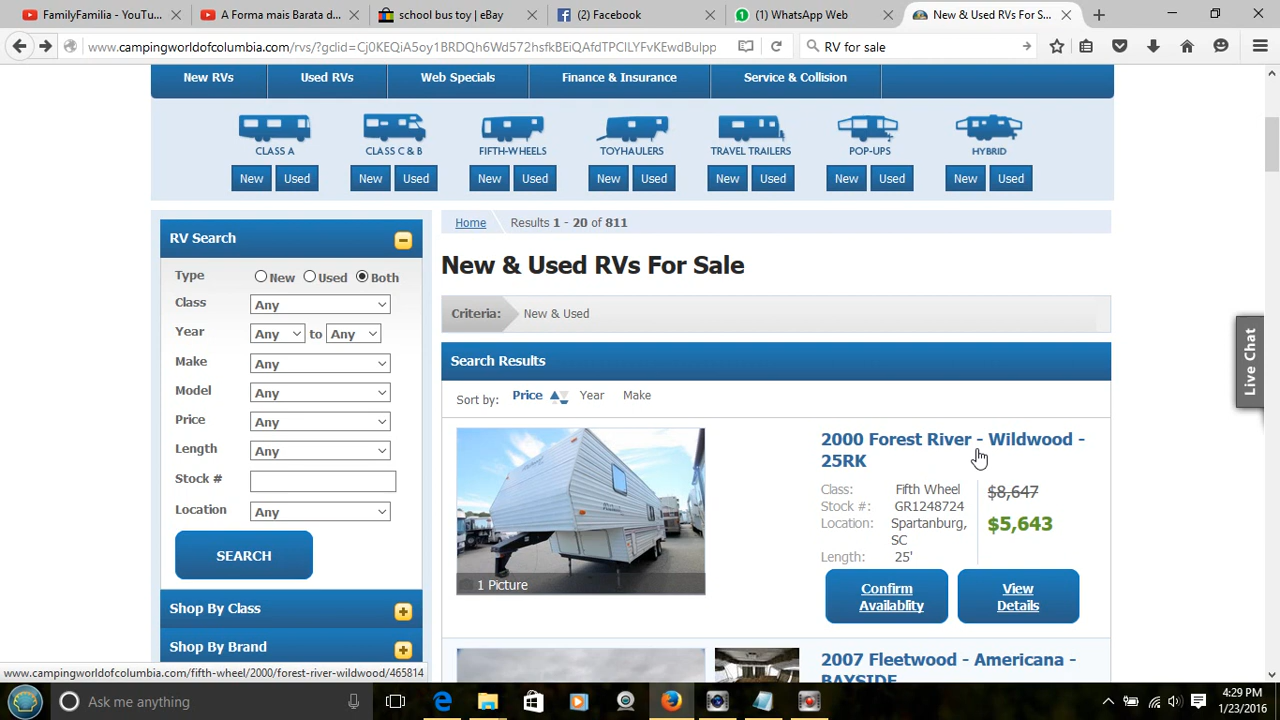 FamilyFamilia - YouTu...
A Forma mais Barata d...
school bus toy | eBay
(2) Facebook
(1) WhatsApp Web
New & Used RVs For S...
www.campingworldofcolumbia.com/rvs/?gclid=Cj0KEQiA5oy1BRDQh6Wd572hsfkBEiQAfdTPCILYFvKEwdBulpp
RV for sale
New RVs
Used RVs
Web Specials
Finance & Insurance
Service & Collision
CLASS A
CLASS C & B
FIFTH-WHEELS
TOYHAULERS
TRAVEL TRAILERS
POP-UPS
HYBRID
New Used New Used New Used New Used New Used New Used New Used
RV Search
Type New Used Both
Class Any
Year Any to Any
Make Any
Model Any
Price Any
Length Any
Stock #
Location Any
SEARCH
Shop By Class
Shop By Brand
Home Results 1 - 20 of 811
New & Used RVs For Sale
Criteria: New & Used
Search Results
Sort by: Price Year Make
1 Picture
2000 Forest River - Wildwood -
25RK
Class: Fifth Wheel $8,647
Stock #: GR1248724
Location: Spartanburg, $5,643
SC
Length: 25'
Confirm
Availablity
View
Details
2007 Fleetwood - Americana -
BAYSIDE
Live Chat
www.campingworldofcolumbia.com/fifth-wheel/2000/forest-river-wildwood/465814
Ask me anything
4:29 PM
1/23/2016